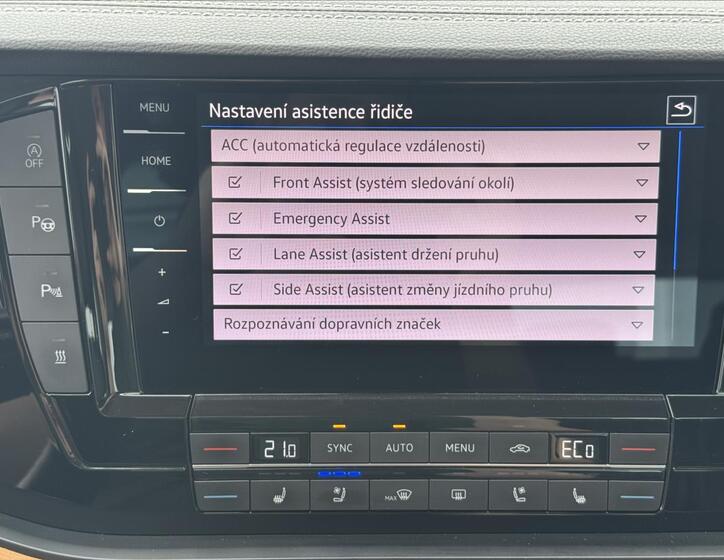 MENU
Nastavení asistence řidiče
ACC (automatická regulace vzdálenosti)
HOME
Front Assist (systém sledování okolí)
Emergency Assist
Lane Assist (asistent držení pruhu)
Side Assist (asistent změny jízdního pruhu)
Rozpoznávání dopravních značek
A
OFF
P
P
+
-
21.0
SYNC
AUTO
MENU
ECo
MAX